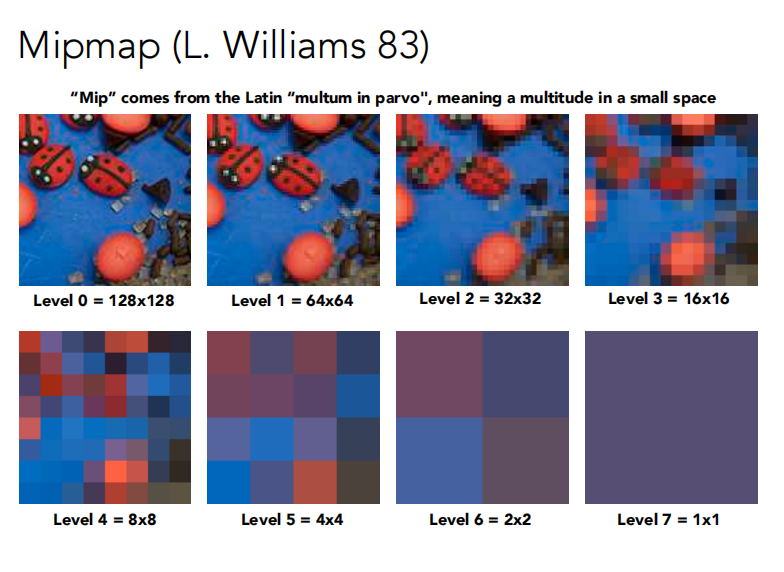 Mipmap (L. Williams 83)
“Mip” comes from the Latin “multum in parvo", meaning a multitude in a small space
Level 0 = 128x128
Level 1 = 64x64
Level 2 = 32x32
Level 3 = 16x16
Level 4 = 8x8
Level 5 = 4x4
Level 6 = 2x2
Level 7 = 1x1